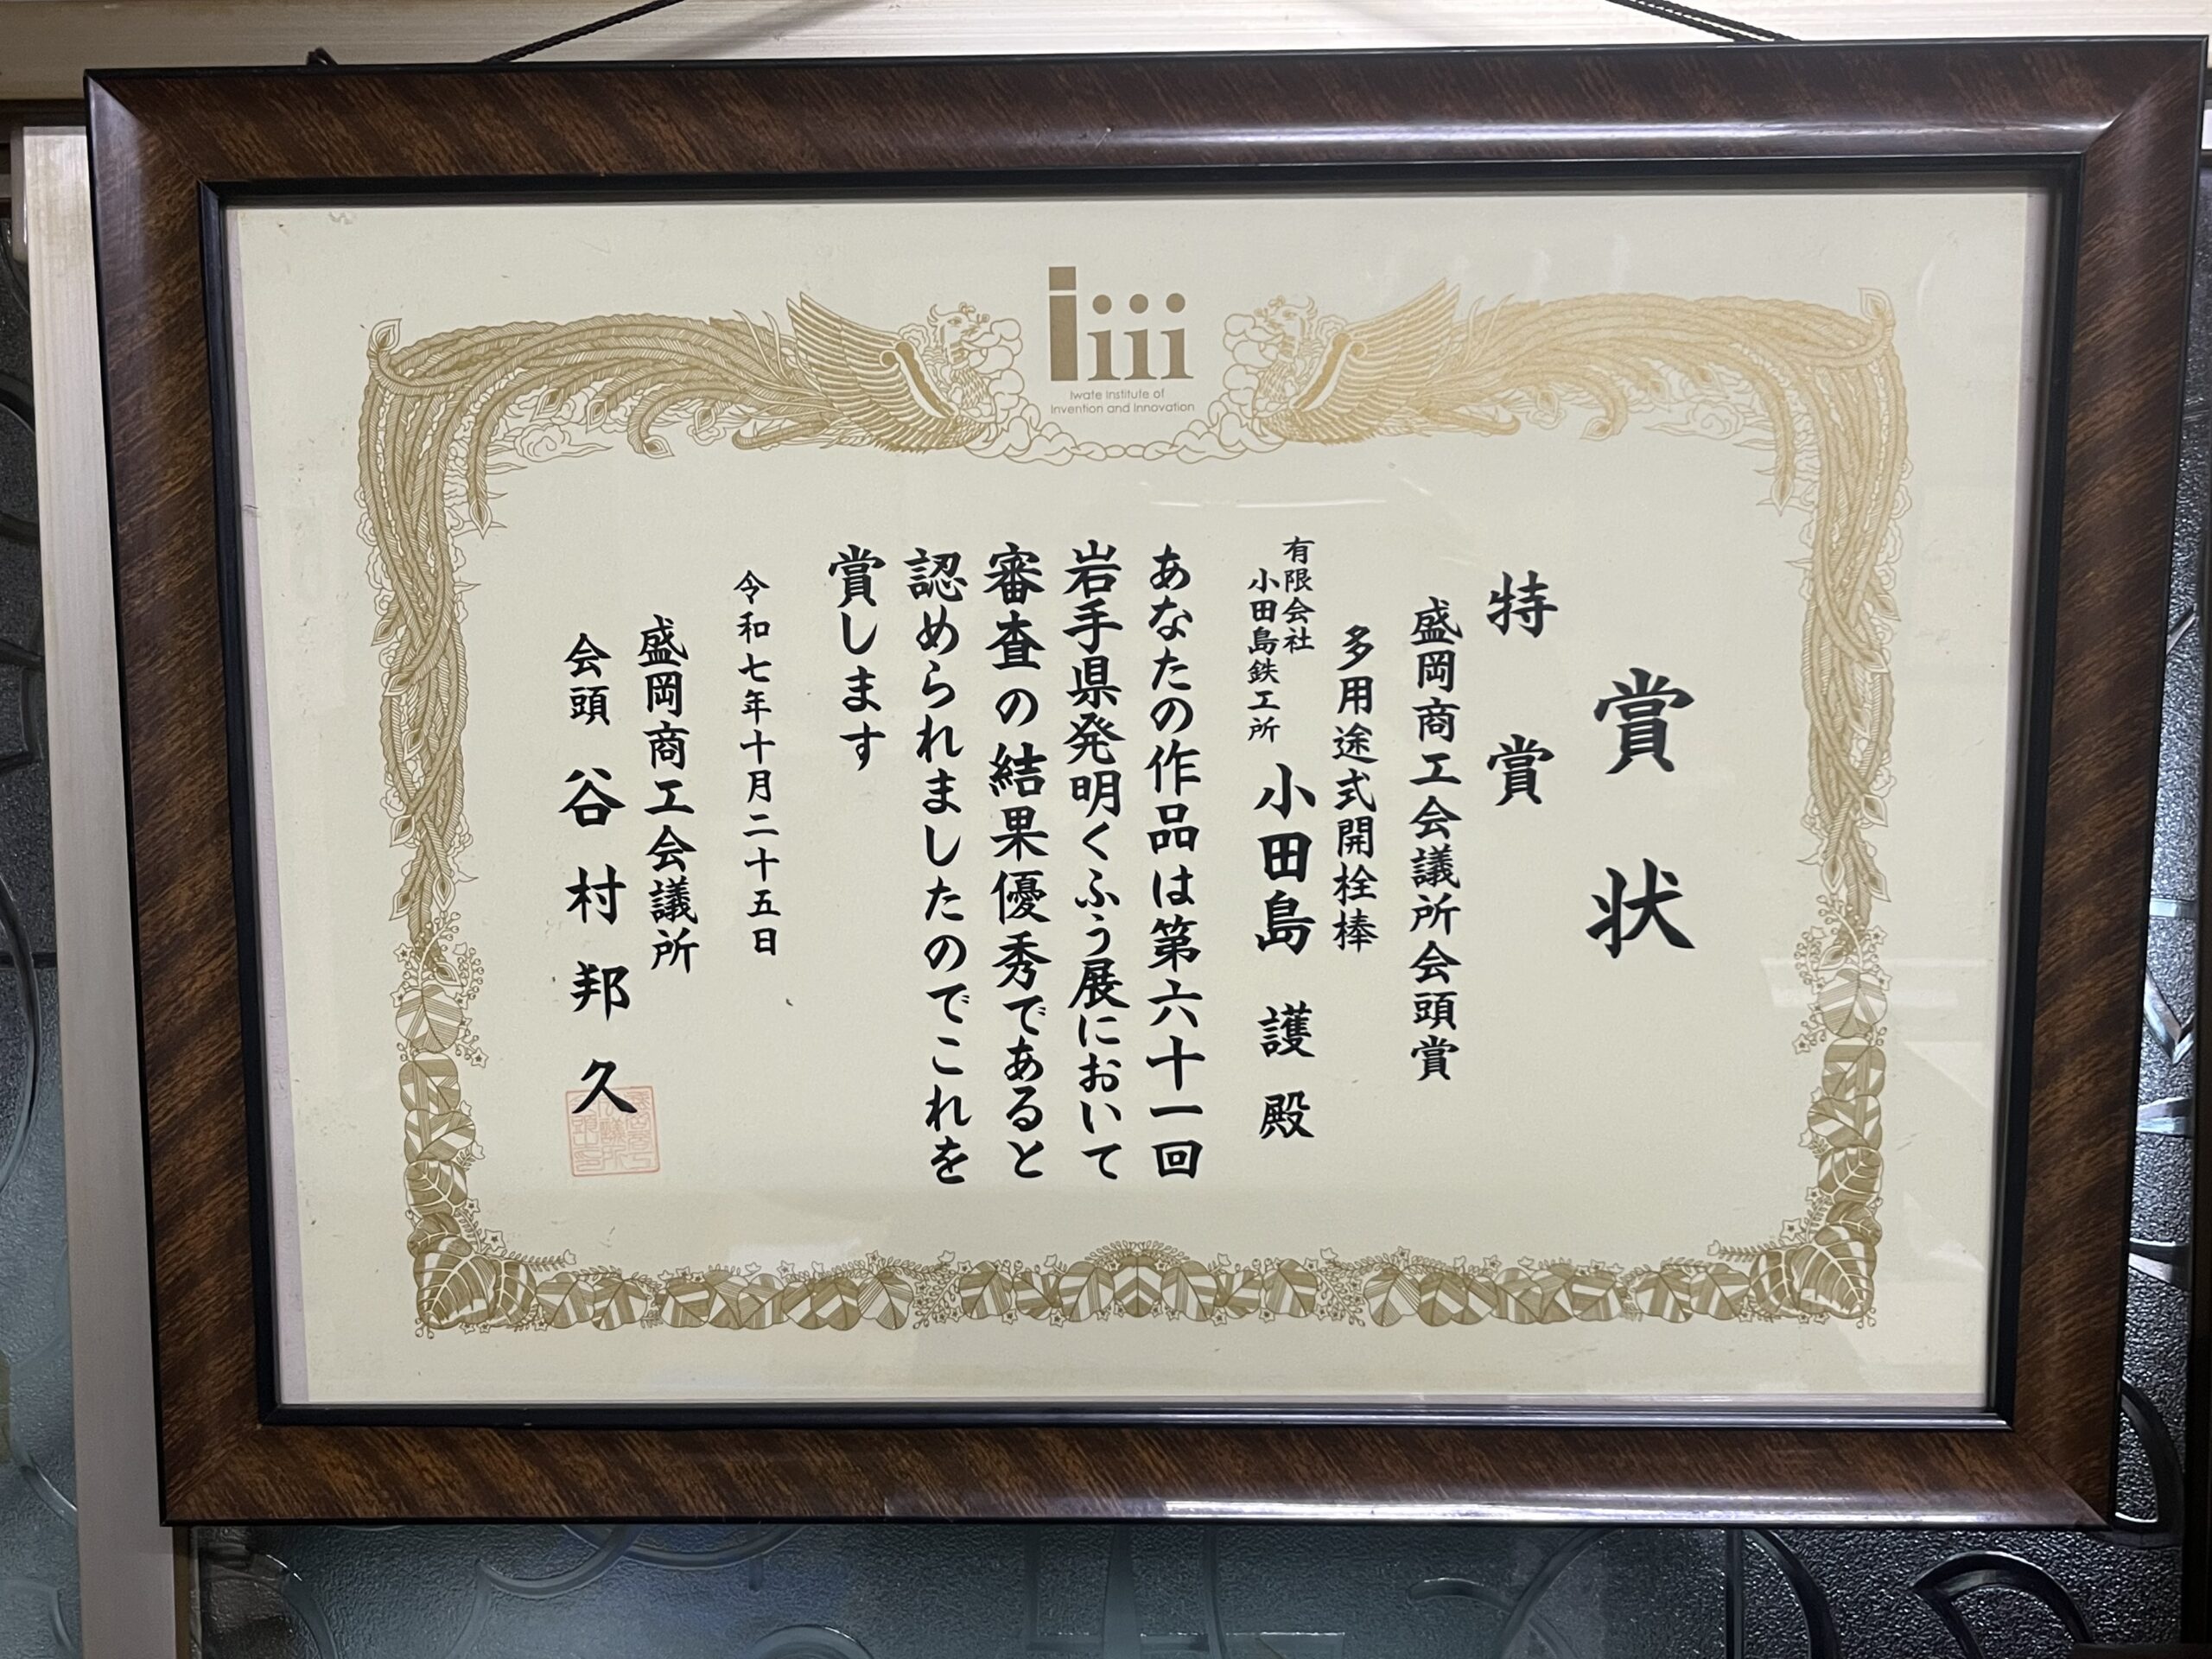 iiii
Iwate Institute of
Invention and Innovation
賞状
特賞
盛岡商工会議所会頭賞
多用途式開栓棒
有限会社
小田島鉄工所
小田島 護 殿
あなたの作品は第六十一回
岩手県発明くふう展において
審査の結果優秀であると
認められましたのでこれを
賞します
令和七年十月二十五日
盛岡商工会議所
会頭 谷村邦久